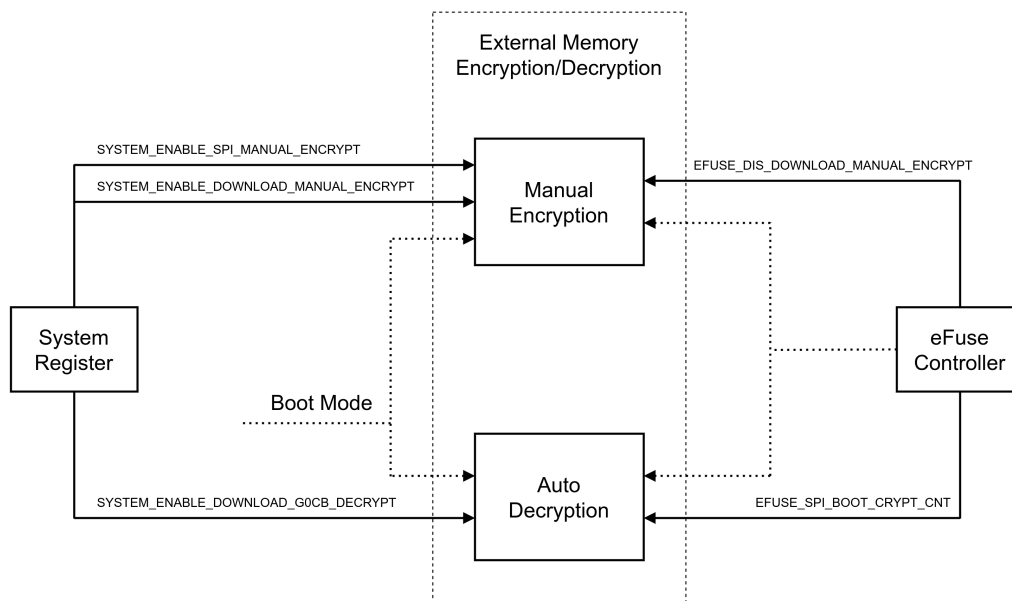 External Memory
Encryption/Decryption
SYSTEM_ENABLE_SPI_MANUAL_ENCRYPT
SYSTEM_ENABLE_DOWNLOAD_MANUAL_ENCRYPT
Manual
Encryption
EFUSE_DIS_DOWNLOAD_MANUAL_ENCRYPT
System
Register
eFuse
Controller
Boot Mode
SYSTEM_ENABLE_DOWNLOAD_G0CB_DECRYPT
Auto
Decryption
EFUSE_SPI_BOOT_CRYPT_CNT